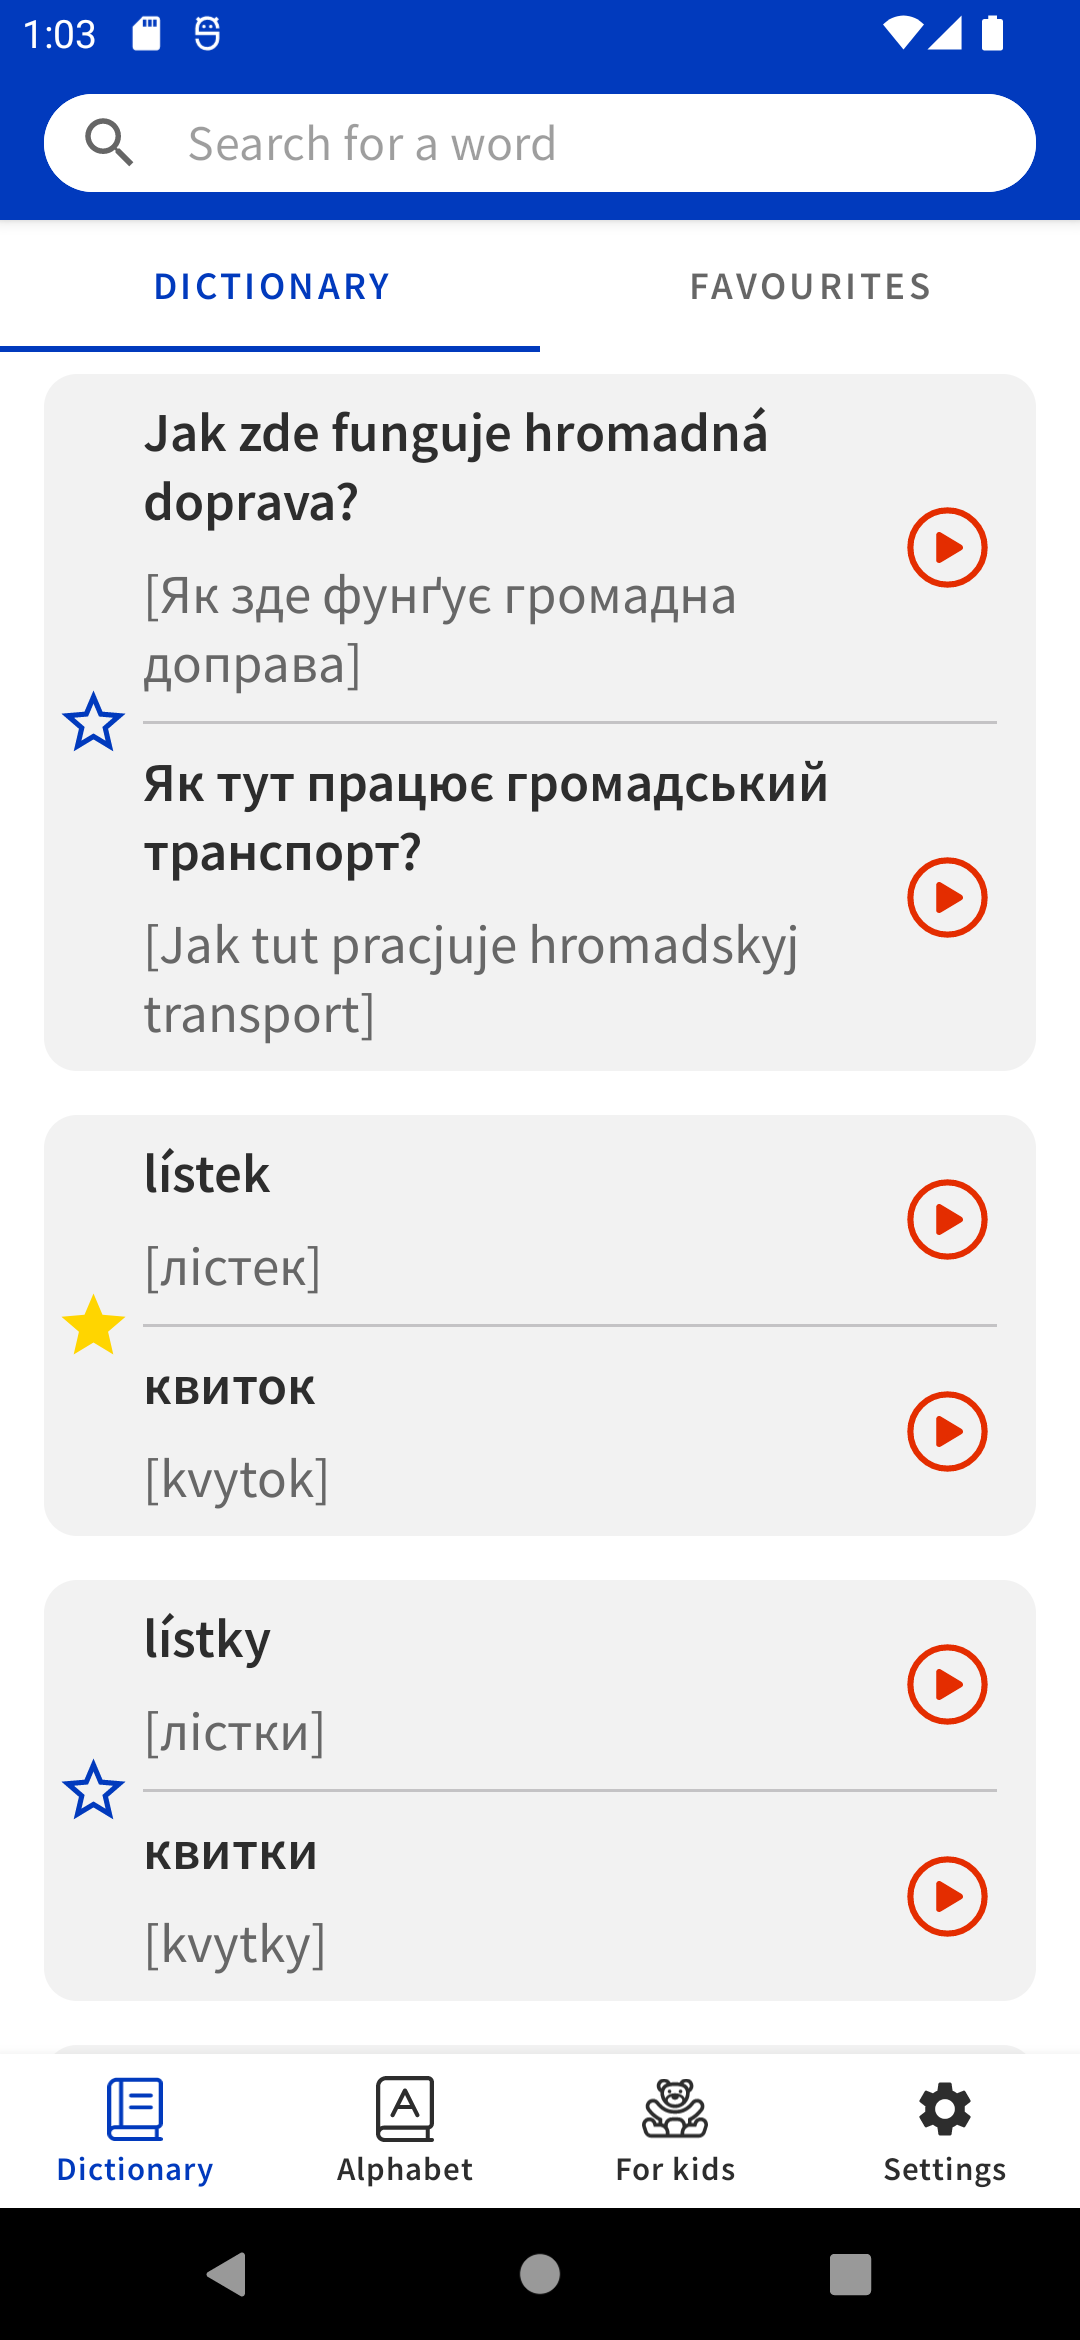 1:03
Search for a word
DICTIONARY
FAVOURITES
Jak zde funguje hromadná
doprava?
[Як зде фунґує громадна
доправа]
Як тут працює громадський
транспорт?
[Jak tut pracjuje hromadskyj
transport]
lístek
[лістек]
квиток
[kvytok]
lístky
[лістки]
квитки
[kvytky]
Dictionary
Alphabet
For kids
Settings